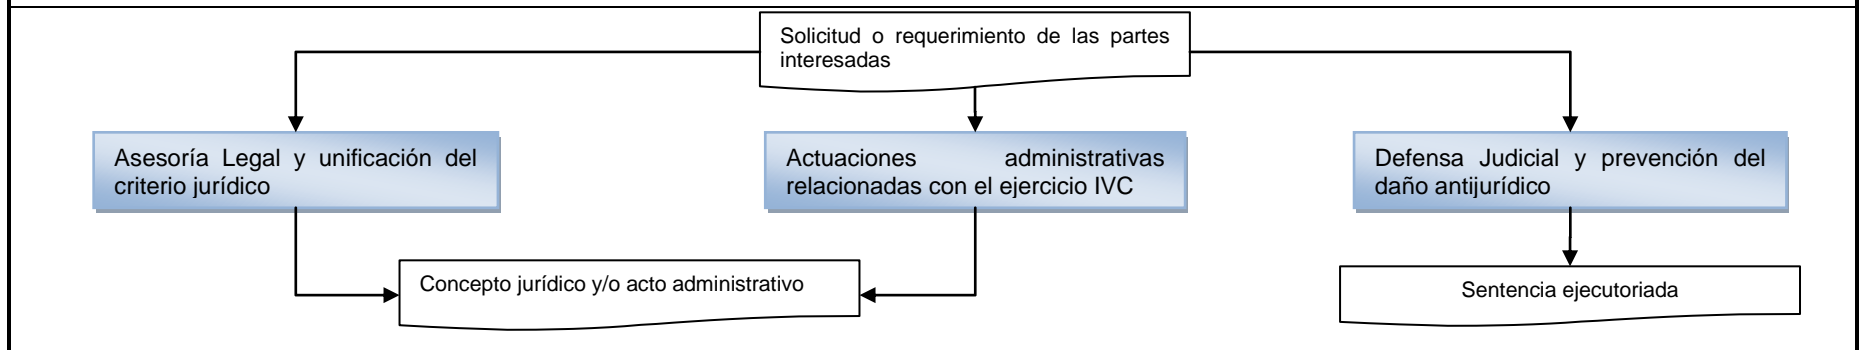 Solicitud o requerimiento de las partes
interesadas
Asesoría Legal y unificación del
criterio jurídico
Actuaciones administrativas
relacionadas con el ejercicio IVC
Defensa Judicial y prevención del
daño antijurídico
Concepto jurídico y/o acto administrativo
Sentencia ejecutoriada